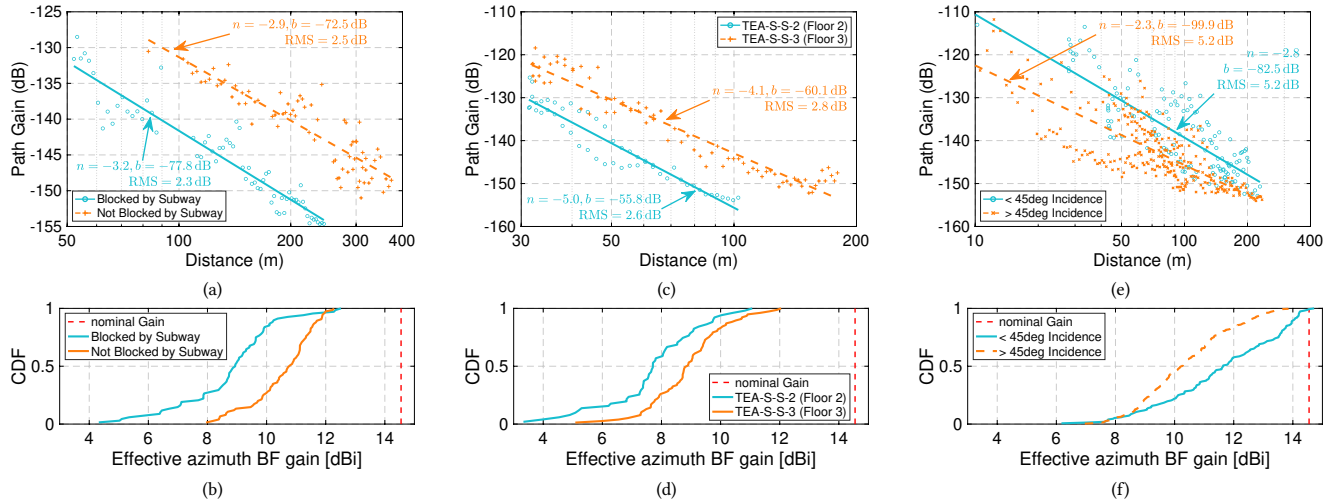 Path Gain (dB)
-125
-130
-135
-140
-145
-150
-155
n = −2.9, b = −72.5 dB
RMS = 2.5 dB
n = −3.2, b = −77.8 dB
RMS = 2.3 dB
Blocked by Subway
Not Blocked by Subway
50 100 200 300 400
Distance (m)
(a)
Path Gain (dB)
-110
-120
-130
-140
-150
-160
TEA-S-S-2 (Floor 2)
TEA-S-S-3 (Floor 3)
n = −4.1, b = −60.1 dB
RMS = 2.8 dB
n = −5.0, b = −55.8 dB
RMS = 2.6 dB
30 100 200
Distance (m)
(c)
Path Gain (dB)
-110
-120
-130
-140
-150
-160
n = −2.3, b = −99.9 dB
RMS = 5.2 dB
n = −2.8
b = −82.5 dB
RMS = 5.2 dB
< 45deg Incidence
> 45deg Incidence
10 50 100 200 400
Distance (m)
(e)
CDF
1
0.5
0
nominal Gain
Blocked by Subway
Not Blocked by Subway
4 6 8 10 12 14
Effective azimuth BF gain [dBi]
(b)
CDF
1
0.5
0
nominal Gain
TEA-S-S-2 (Floor 2)
TEA-S-S-3 (Floor 3)
4 6 8 10 12 14
Effective azimuth BF gain [dBi]
(d)
CDF
1
0.5
0
nominal Gain
< 45deg Incidence
> 45deg Incidence
4 6 8 10 12 14
Effective azimuth BF gain [dBi]
(f)